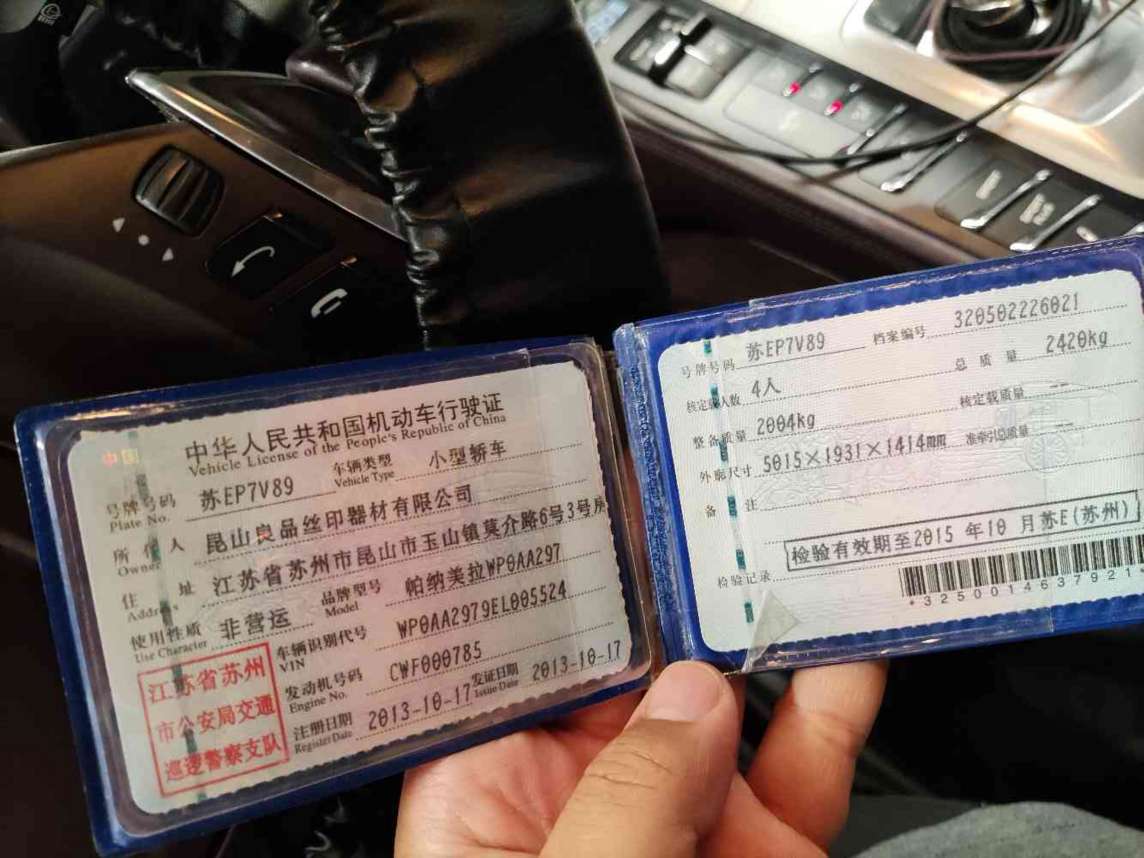 中国
中华人民共和国机动车行驶证
Vehicle License of the People's Republic of China
号牌号码 苏EP7V89 车辆类型 小型轿车
Plate No. Vehicle Type
所有人 昆山良品丝印器材有限公司
Owner
住址 江苏省苏州市昆山市玉山镇莫介路6号3号房
Address
使用性质 非营运 品牌型号 帕纳美拉WP0AA297
Use Character Model
车辆识别代号 WP0AA2979EL005524
VIN
发动机号码 CWF000785
Engine No.
注册日期 2013-10-17 发证日期 2013-10-17
Register Date Issue Date
江苏省苏州
市公安局交通
巡逻警察支队
号牌号码 苏EP7V89 档案编号 320502226021
核定载人数 4人 总质量 2420kg
整备质量 2004kg 核定载质量 --
外廓尺寸 5015×1931×1414mm 准牵引总质量 --
备注
检验有效期至2015 年10 月苏E(苏州)
检验记录
*3250014637921*